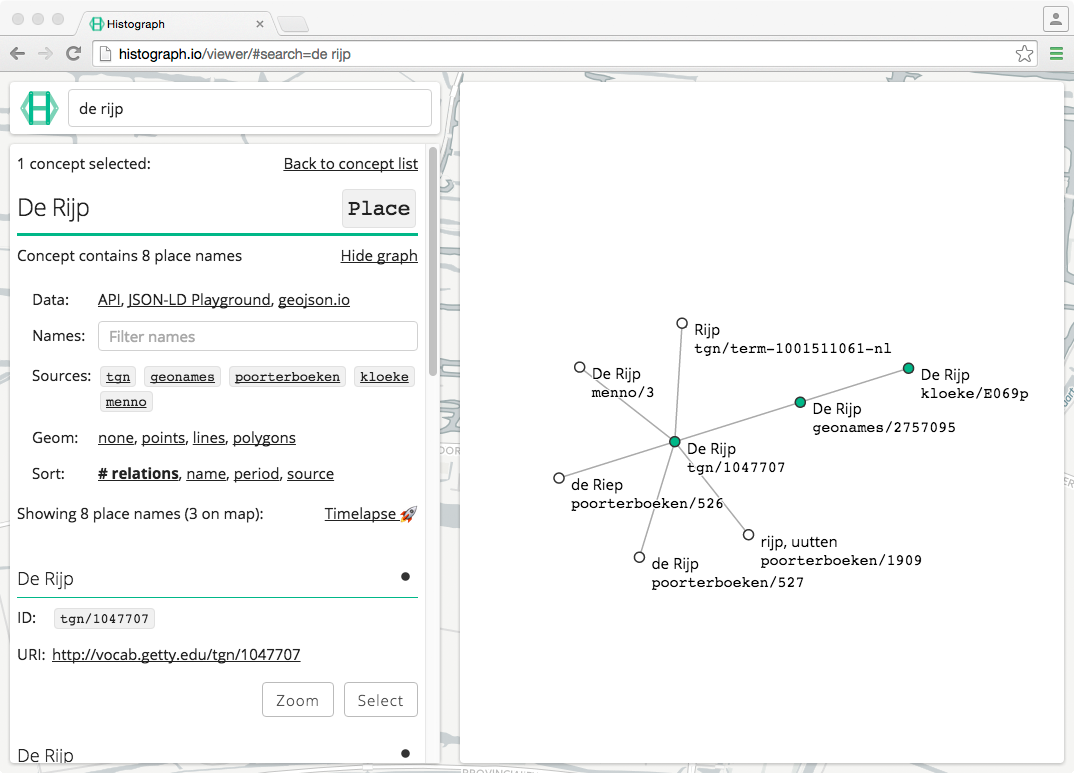 Histograph
histograph.io/viewer/#search=de rijp
de rijp
1 concept selected: Back to concept list
De Rijp Place
Concept contains 8 place names Hide graph
Data: API, JSON-LD Playground, geojson.io
Names: Filter names
Sources: tgn geonames poorterboeken kloeke
menno
Geom: none, points, lines, polygons
Sort: # relations, name, period, source
Showing 8 place names (3 on map): Timelapse 🚀
De Rijp
ID: tgn/1047707
URI: http://vocab.getty.edu/tgn/1047707
Zoom Select
De Rijp
Rijp
tgn/term-1001511061-nl
De Rijp
menno/3
De Rijp
kloeke/E069p
De Rijp
geonames/2757095
De Rijp
tgn/1047707
de Riep
poorterboeken/526
rijp, uutten
poorterboeken/1909
de Rijp
poorterboeken/527